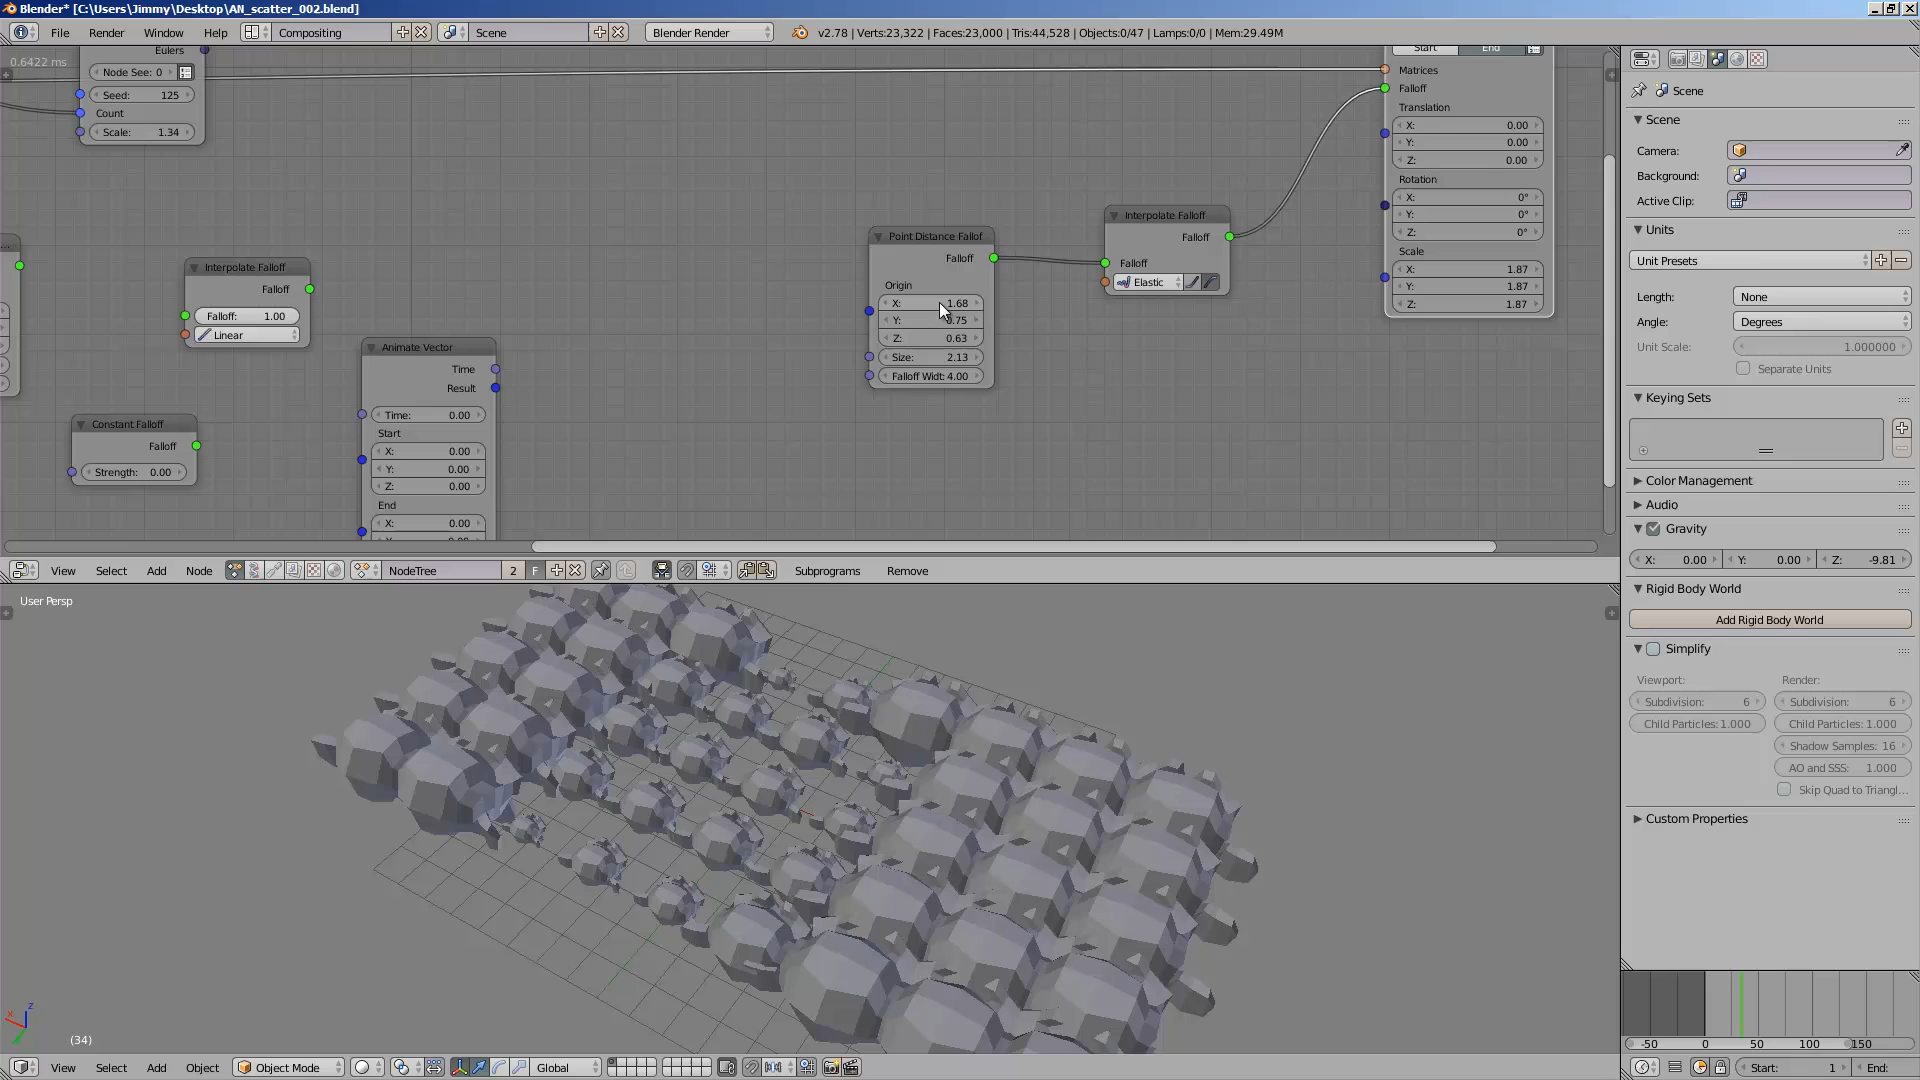 Blender* [C:\Users\Jimmy\Desktop\AN_scatter_002.blend]
File Render Window Help Compositing Scene Blender Render v2.78 | Verts:23,322 | Faces:23,000 | Tris:44,528 | Objects:0/47 | Lamps:0/0 | Mem:29.49M
0.6422 ms
Eulers
Node See: 0
Seed: 125
Count
Scale: 1.34
Interpolate Falloff
Falloff
Falloff: 1.00
Linear
Constant Falloff
Falloff
Strength: 0.00
Animate Vector
Time
Result
Time: 0.00
Start
X: 0.00
Y: 0.00
Z: 0.00
End
X: 0.00
Point Distance Fallof
Falloff
Origin
X: 1.68
Y: 0.75
Z: 0.63
Size: 2.13
Falloff Widt: 4.00
Interpolate Falloff
Falloff
Falloff
Elastic
Start End
Matrices
Falloff
Translation
X: 0.00
Y: 0.00
Z: 0.00
Rotation
X: 0°
Y: 0°
Z: 0°
Scale
X: 1.87
Y: 1.87
Z: 1.87
View Select Add Node NodeTree 2 F Subprograms Remove
User Persp
(34)
View Select Add Object Object Mode Global
Scene
Scene
Camera:
Background:
Active Clip:
Units
Unit Presets
Length: None
Angle: Degrees
Unit Scale: 1.000000
Separate Units
Keying Sets
Color Management
Audio
Gravity
X: 0.00 Y: 0.00 Z: -9.81
Rigid Body World
Add Rigid Body World
Simplify
Viewport: Render:
Subdivision: 6 Subdivision: 6
Child Particles: 1.000 Child Particles: 1.000
Shadow Samples: 16
AO and SSS: 1.000
Skip Quad to Triangl...
Custom Properties
-50 0 50 100 150
Start: 1 End: